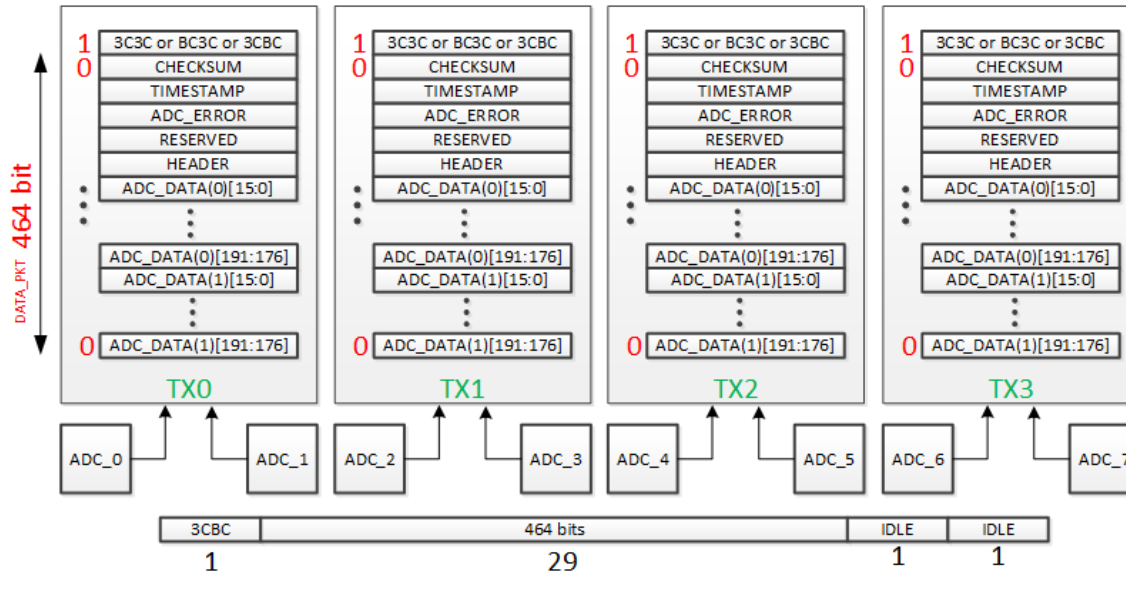 1 3C3C or BC3C or 3CBC 1 3C3C or BC3C or 3CBC 1 3C3C or BC3C or 3CBC 1 3C3C or BC3C or 3CBC
0 CHECKSUM 0 CHECKSUM 0 CHECKSUM 0 CHECKSUM
TIMESTAMP TIMESTAMP TIMESTAMP TIMESTAMP
ADC_ERROR ADC_ERROR ADC_ERROR ADC_ERROR
RESERVED RESERVED RESERVED RESERVED
HEADER HEADER HEADER HEADER
ADC_DATA(0)[15:0] ADC_DATA(0)[15:0] ADC_DATA(0)[15:0] ADC_DATA(0)[15:0]
DATA_PKT 464 bit
ADC_DATA(0)[191:176] ADC_DATA(0)[191:176] ADC_DATA(0)[191:176] ADC_DATA(0)[191:176]
ADC_DATA(1)[15:0] ADC_DATA(1)[15:0] ADC_DATA(1)[15:0] ADC_DATA(1)[15:0]
0 ADC_DATA(1)[191:176] 0 ADC_DATA(1)[191:176] 0 ADC_DATA(1)[191:176] 0 ADC_DATA(1)[191:176]
TX0 TX1 TX2 TX3
ADC_0 ADC_1 ADC_2 ADC_3 ADC_4 ADC_5 ADC_6 ADC_7
3CBC 464 bits IDLE IDLE
1 29 1 1